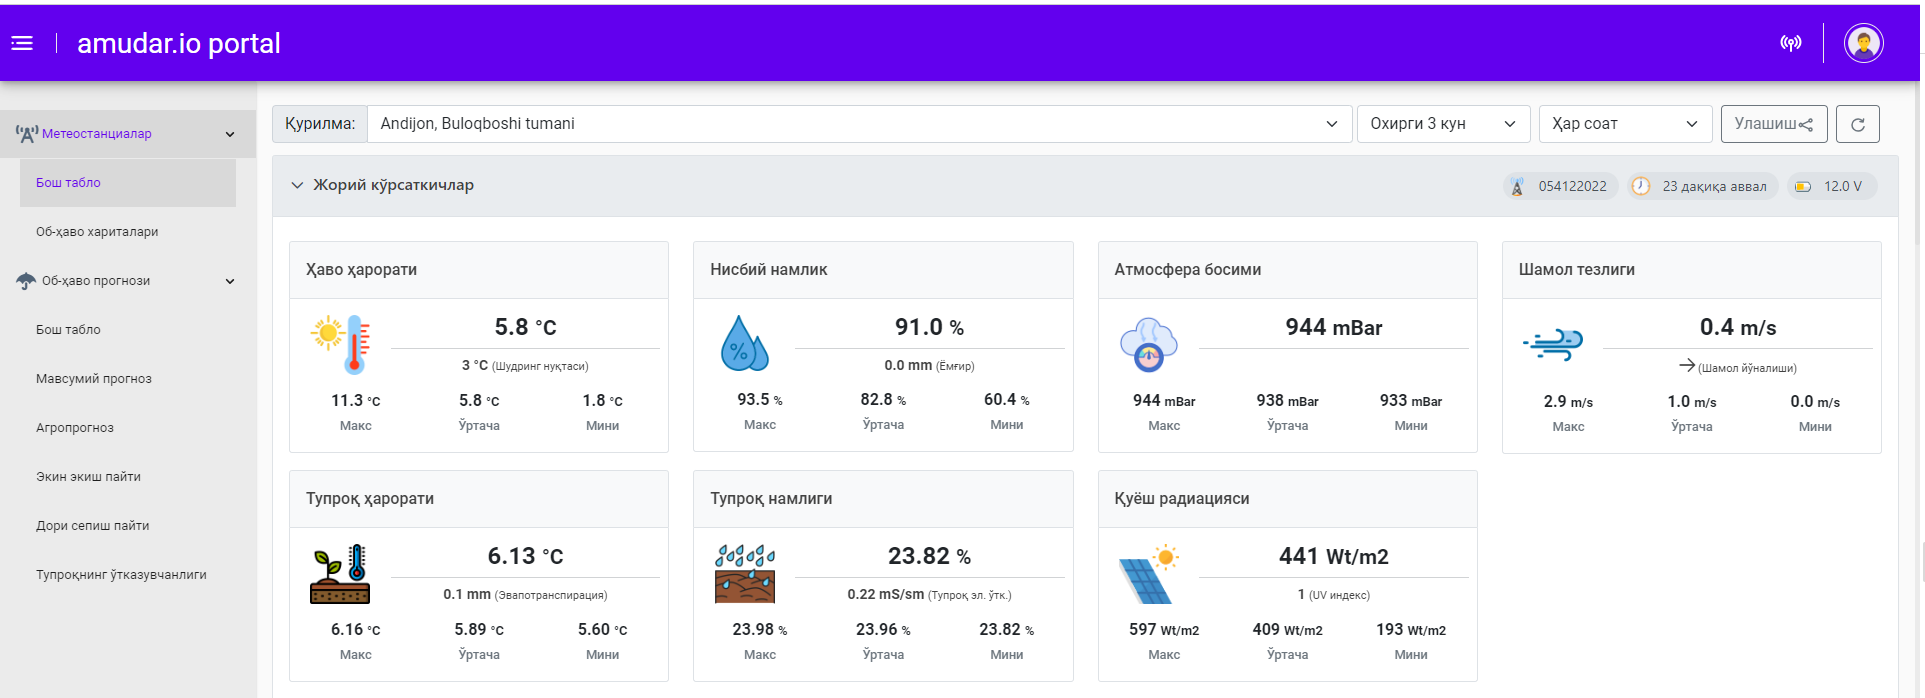 amudar.io portal
Метеостанциалар
Бош табло
Об-ҳаво хариталари
Об-ҳаво прогнози
Бош табло
Мавсумий прогноз
Агропрогноз
Экин экиш пайти
Дори сепиш пайти
Тупроқнинг ўтказувчанлиги
Қурилма: Andijon, Buloqboshi tumani Охирги 3 кун Ҳар соат Улашиш
Жорий кўрсаткичлар 054122022 23 дақиқа аввал 12.0 V
Ҳаво ҳарорати
5.8 °C
3 °C (Шудринг нуқтаси)
11.3 °C 5.8 °C 1.8 °C
Макс Ўртача Мини
Нисбий намлик
91.0 %
0.0 mm (Ёмғир)
93.5 % 82.8 % 60.4 %
Макс Ўртача Мини
Атмосфера босими
944 mBar
944 mBar 938 mBar 933 mBar
Макс Ўртача Мини
Шамол тезлиги
0.4 m/s
(Шамол йўналиши)
2.9 m/s 1.0 m/s 0.0 m/s
Макс Ўртача Мини
Тупроқ ҳарорати
6.13 °C
0.1 mm (Эвапотранспирация)
6.16 °C 5.89 °C 5.60 °C
Макс Ўртача Мини
Тупроқ намлиги
23.82 %
0.22 mS/sm (Тупроқ эл. ўтк.)
23.98 % 23.96 % 23.82 %
Макс Ўртача Мини
Қуёш радиацияси
441 Wt/m2
1 (UV индекс)
597 Wt/m2 409 Wt/m2 193 Wt/m2
Макс Ўртача Мини